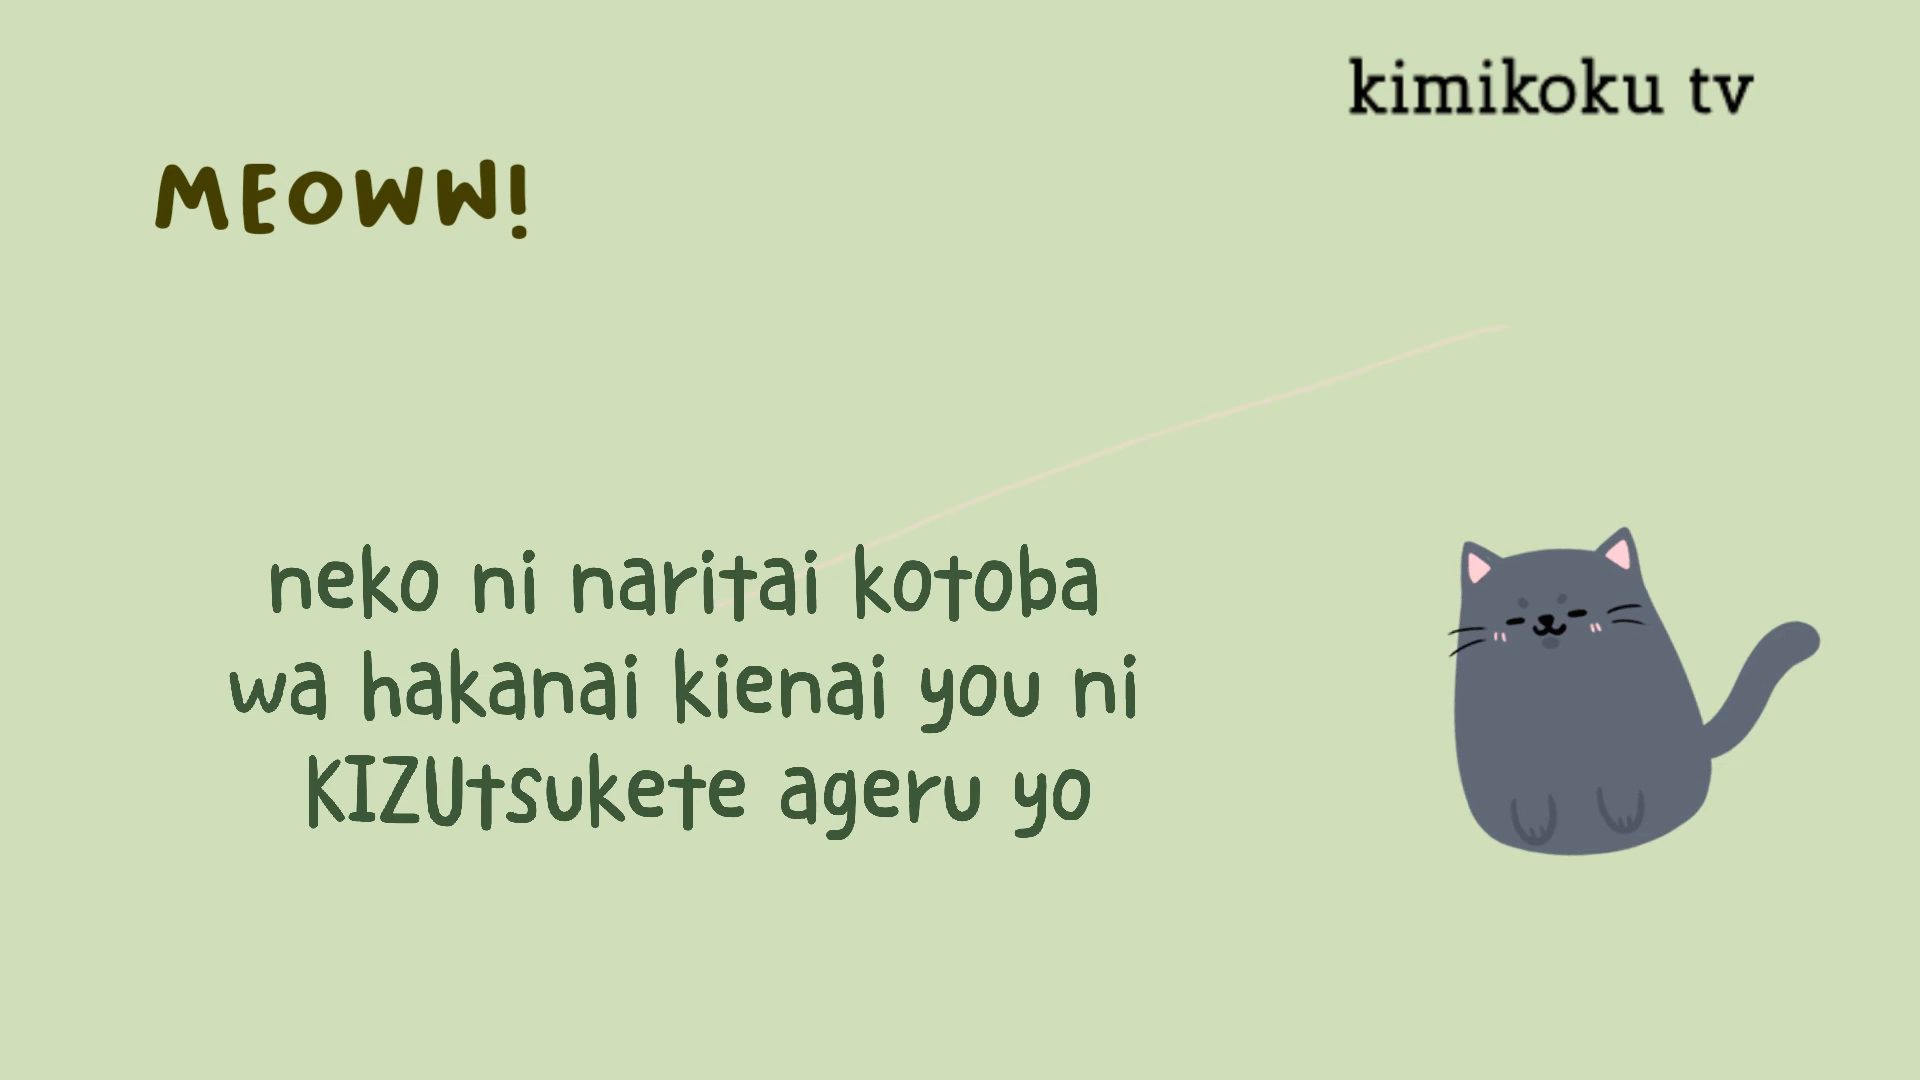 kimikoku tv
MEOWW!
neko ni naritai kotoba
wa hakanai kienai you ni
KIZUtsukete ageru yo